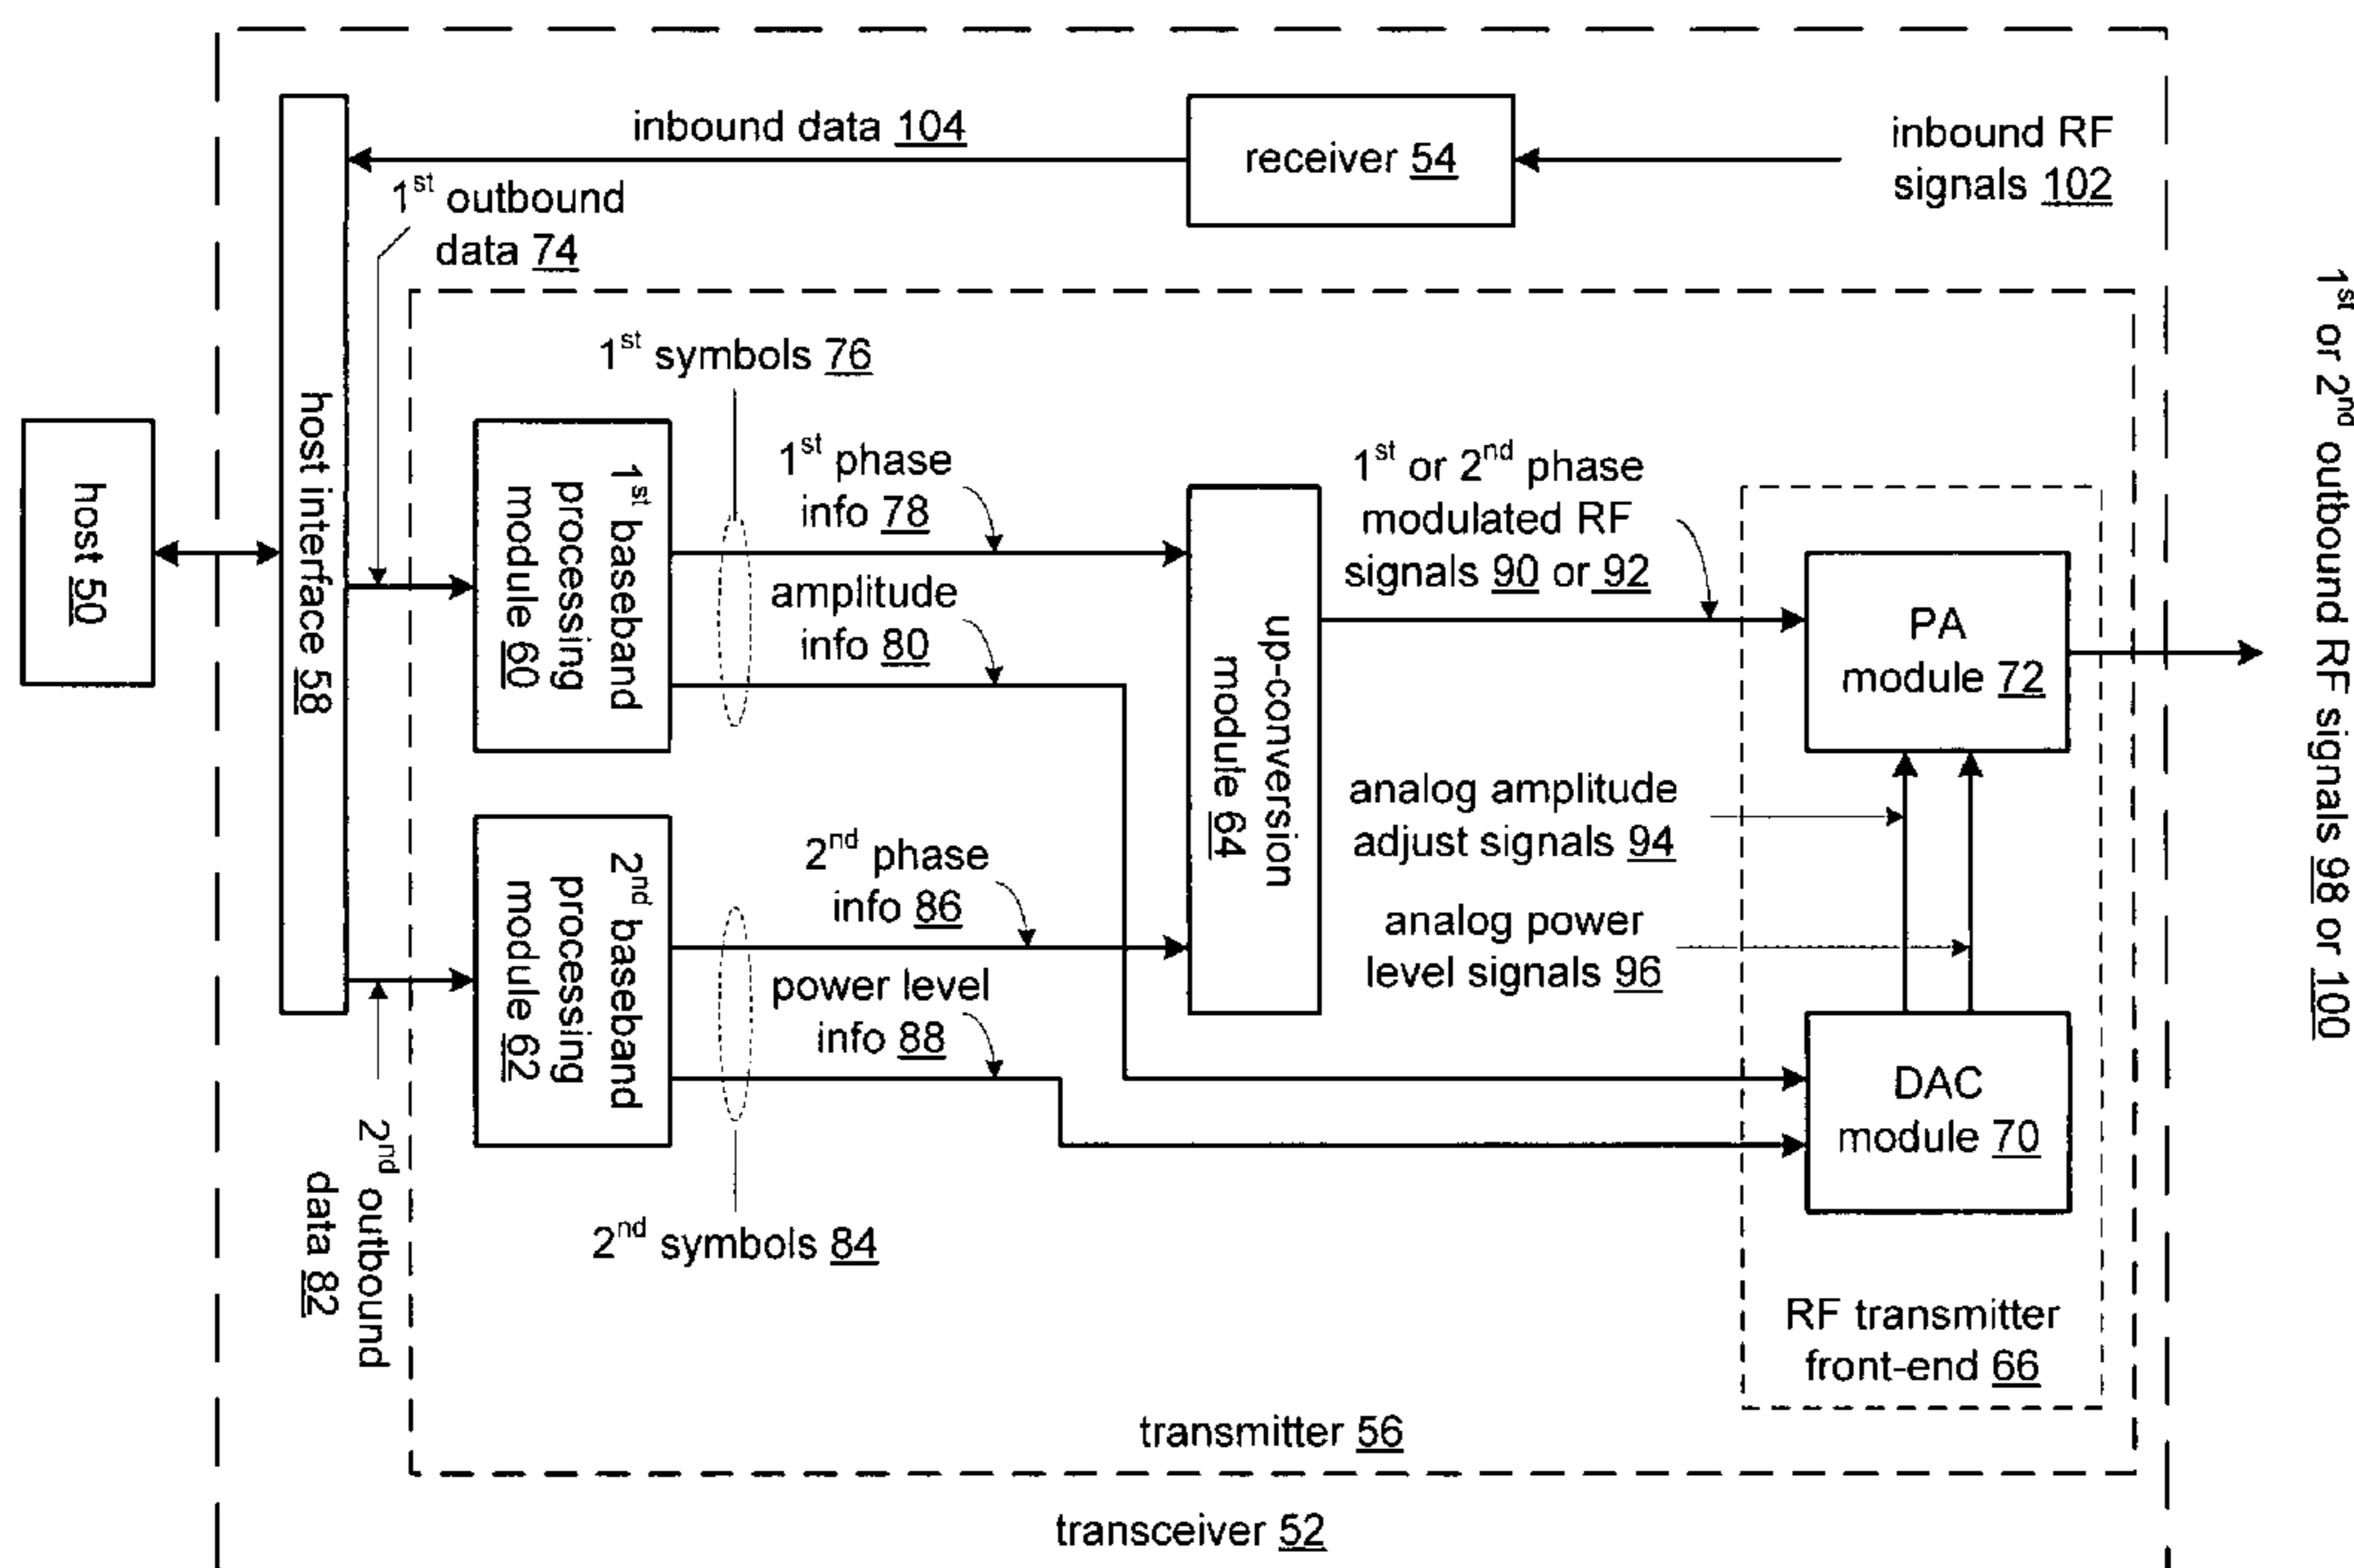 inbound data 104
receiver 54
inbound RF
signals 102
1st outbound
data 74
host 50
host interface 58
1st symbols 76
1st baseband
processing
module 60
1st phase
info 78
amplitude
info 80
up-conversion
module 64
1st or 2nd phase
modulated RF
signals 90 or 92
PA
module 72
1st or 2nd outbound RF signals 98 or 100
analog amplitude
adjust signals 94
analog power
level signals 96
2nd baseband
processing
module 62
2nd phase
info 86
power level
info 88
DAC
module 70
2nd outbound
data 82
2nd symbols 84
RF transmitter
front-end 66
transmitter 56
transceiver 52